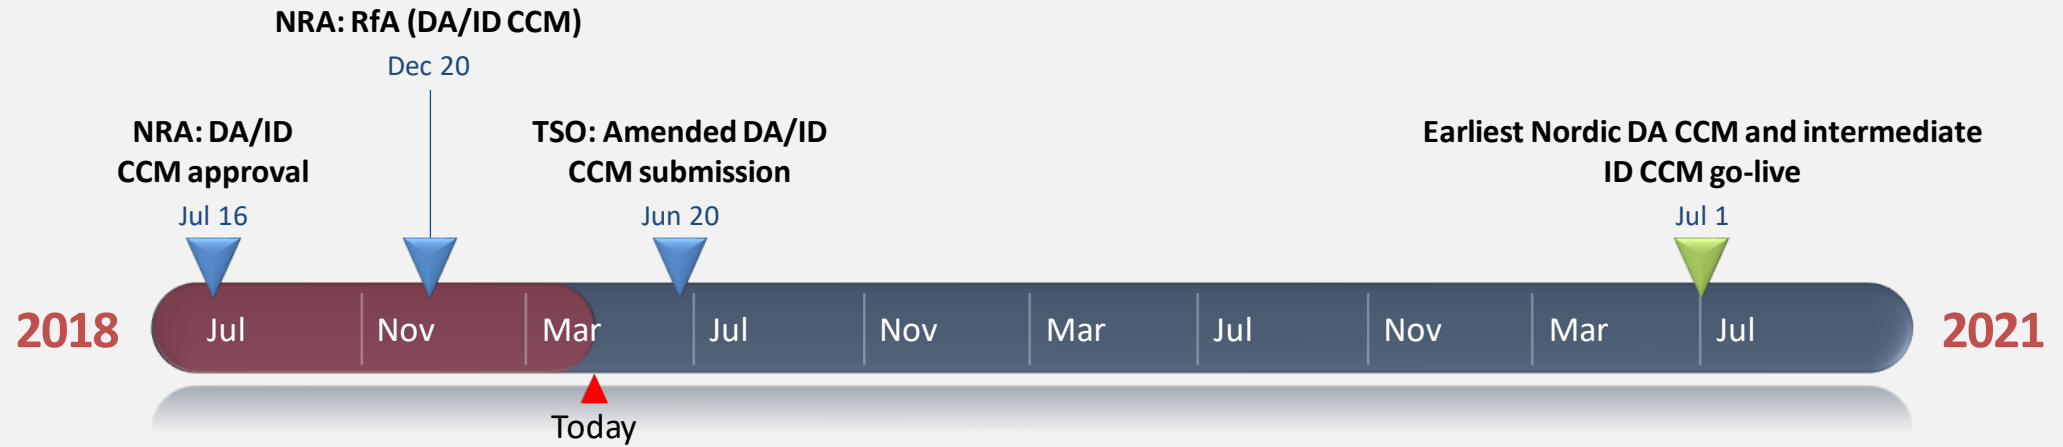 NRA: RfA (DA/ID CCM)
Dec 20
NRA: DA/ID
CCM approval
Jul 16
TSO: Amended DA/ID
CCM submission
Jun 20
Earliest Nordic DA CCM and intermediate
ID CCM go-live
Jul 1
2018 Jul Nov Mar Jul Nov Mar Jul Nov Mar Jul 2021
Today